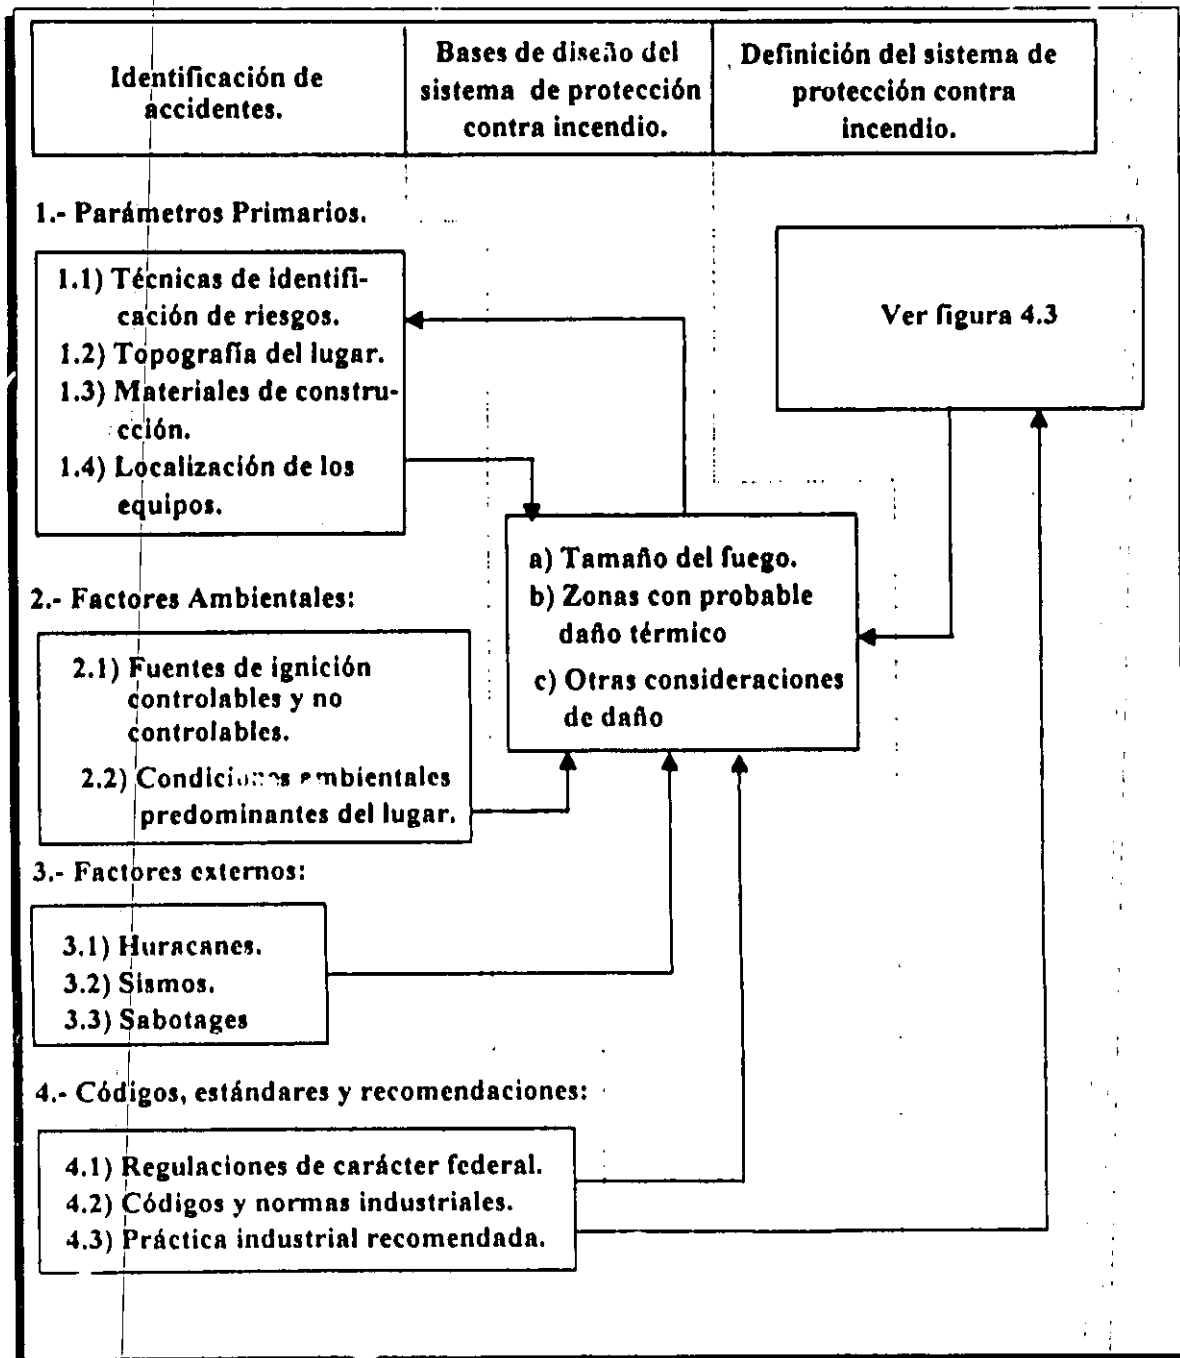 Identificación de
accidentes.
Bases de diseño del
sistema de protección
contra incendio.
Definición del sistema de
protección contra
incendio.
1.- Parámetros Primarios.
1.1) Técnicas de identifi-
cación de riesgos.
1.2) Topografía del lugar.
1.3) Materiales de constru-
cción.
1.4) Localización de los
equipos.
Ver figura 4.3
a) Tamaño del fuego.
b) Zonas con probable
daño térmico
c) Otras consideraciones
de daño
2.- Factores Ambientales:
2.1) Fuentes de ignición
controlables y no
controlables.
2.2) Condiciones ambientales
predominantes del lugar.
3.- Factores externos:
3.1) Huracanes.
3.2) Sismos.
3.3) Sabotages
4.- Códigos, estándares y recomendaciones:
4.1) Regulaciones de carácter federal.
4.2) Códigos y normas industriales.
4.3) Práctica industrial recomendada.